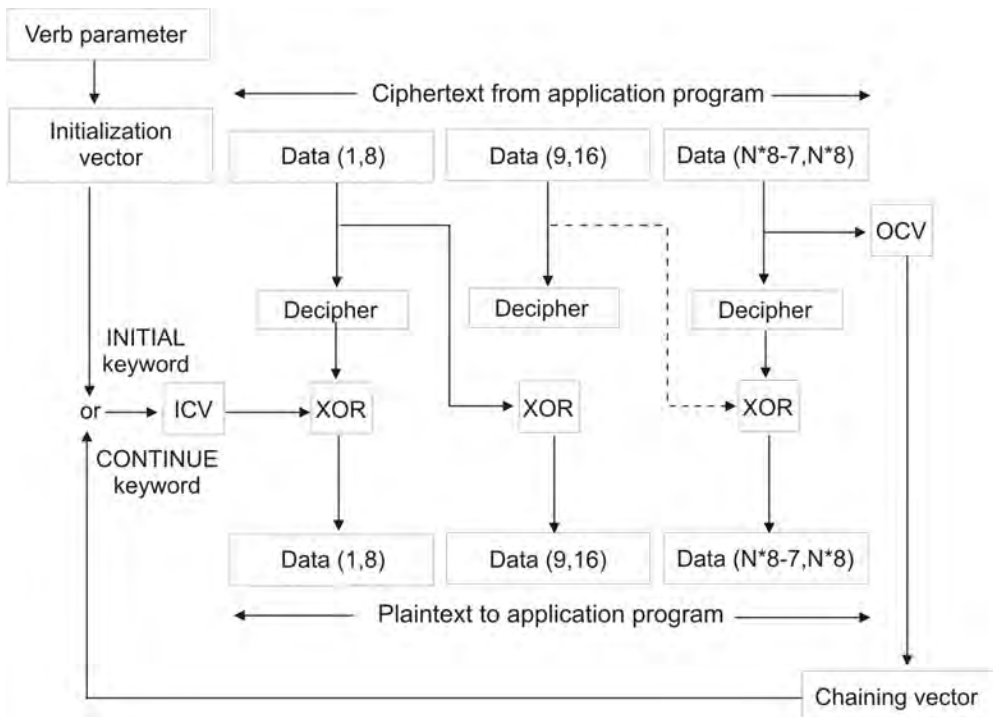 Verb parameter
Ciphertext from application program
Initialization
vector
Data (1,8)
Data (9,16)
Data (N*8-7,N*8)
OCV
Decipher
Decipher
Decipher
INITIAL
keyword
or
ICV
XOR
XOR
XOR
CONTINUE
keyword
Data (1,8)
Data (9,16)
Data (N*8-7,N*8)
Plaintext to application program
Chaining vector